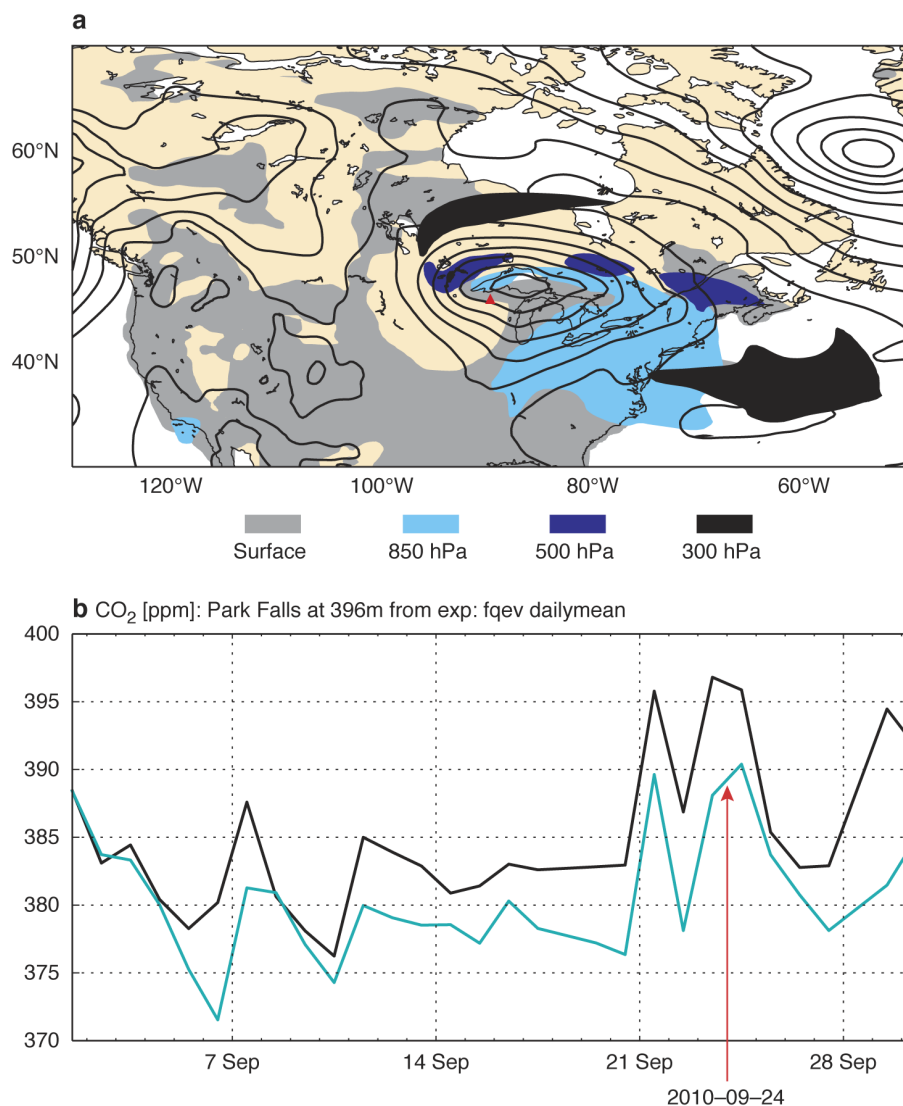 a
60°N
50°N
40°N
120°W 100°W 80°W 60°W
Surface 850 hPa 500 hPa 300 hPa
b CO₂ [ppm]: Park Falls at 396m from exp: fqev dailymean
400
395
390
385
380
375
370
7 Sep 14 Sep 21 Sep 28 Sep
2010–09–24